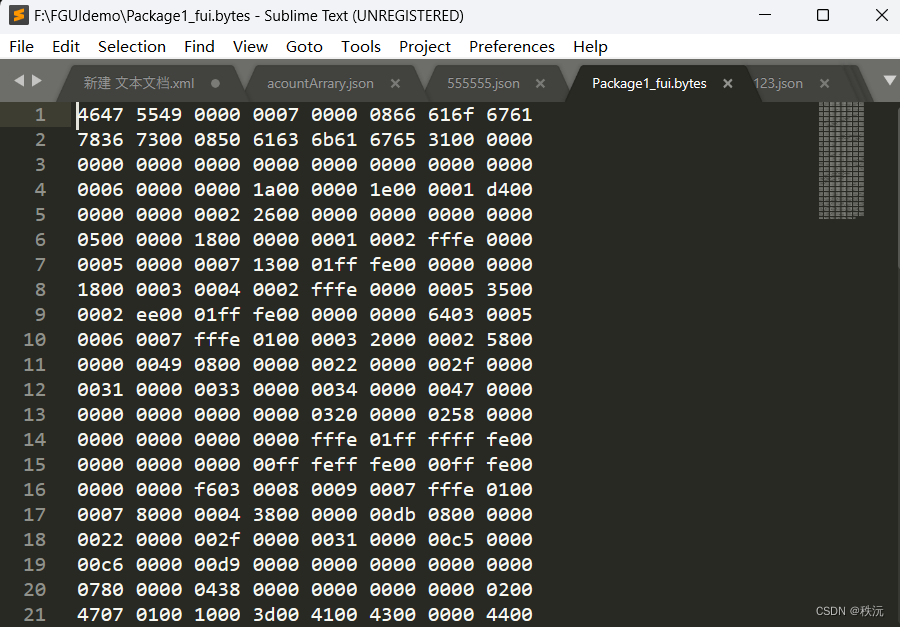 F:\FGUIdemo\Package1_fui.bytes - Sublime Text (UNREGISTERED)
File Edit Selection Find View Goto Tools Project Preferences Help
新建 文本文档.xml acountArrary.json 555555.json Package1_fui.bytes 123.json
1 4647 5549 0000 0007 0000 0866 616f 6761
2 7836 7300 0850 6163 6b61 6765 3100 0000
3 0000 0000 0000 0000 0000 0000 0000 0000
4 0006 0000 0000 1a00 0000 1e00 0001 d400
5 0000 0000 0002 2600 0000 0000 0000 0000
6 0500 0000 1800 0000 0001 0002 fffe 0000
7 0005 0000 0007 1300 01ff fe00 0000 0000
8 1800 0003 0004 0002 fffe 0000 0005 3500
9 0002 ee00 01ff fe00 0000 0000 6403 0005
10 0006 0007 fffe 0100 0003 2000 0002 5800
11 0000 0049 0800 0000 0022 0000 002f 0000
12 0031 0000 0033 0000 0034 0000 0047 0000
13 0000 0000 0000 0000 0320 0000 0258 0000
14 0000 0000 0000 0000 fffe 01ff ffff fe00
15 0000 0000 0000 00ff feff fe00 00ff fe00
16 0000 0000 f603 0008 0009 0007 fffe 0100
17 0007 8000 0004 3800 0000 00db 0800 0000
18 0022 0000 002f 0000 0031 0000 00c5 0000
19 00c6 0000 00d9 0000 0000 0000 0000 0000
20 0780 0000 0438 0000 0000 0000 0000 0200
21 4707 0100 1000 3d00 4100 4300 0000 4400
CSDN @秩沅